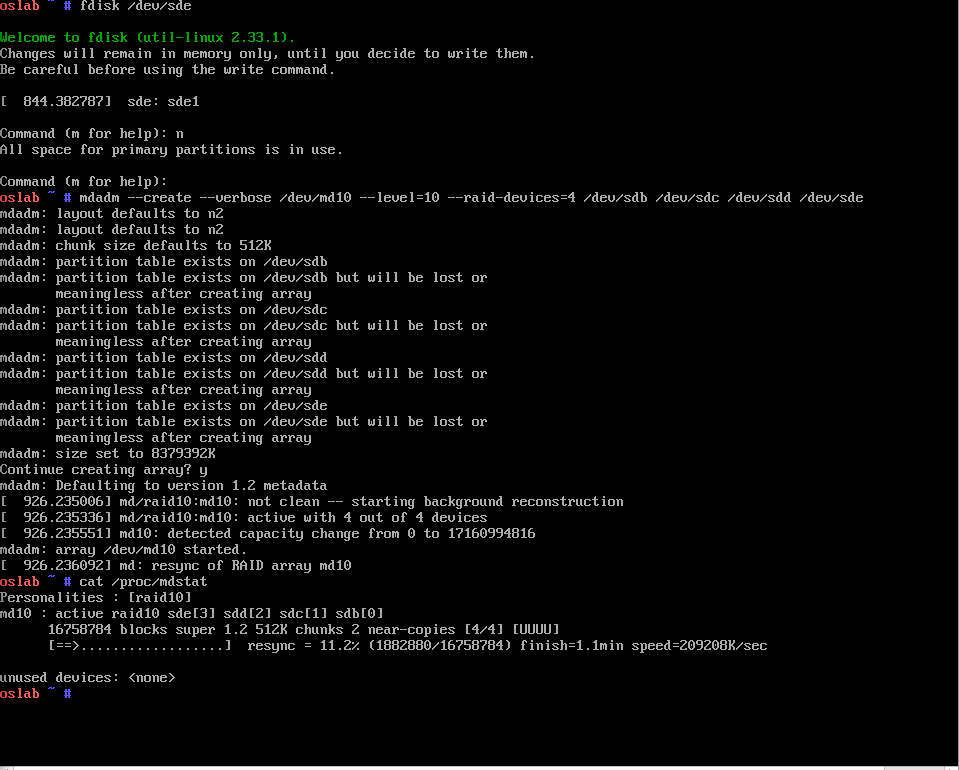 oslab ~ # fdisk /dev/sde
Welcome to fdisk (util-linux 2.33.1).
Changes will remain in memory only, until you decide to write them.
Be careful before using the write command.
[  844.382787]  sde: sde1
Command (m for help): n
All space for primary partitions is in use.
Command (m for help):
oslab ~ # mdadm --create --verbose /dev/md10 --level=10 --raid-devices=4 /dev/sdb /dev/sdc /dev/sdd /dev/sde
mdadm: layout defaults to n2
mdadm: layout defaults to n2
mdadm: chunk size defaults to 512K
mdadm: partition table exists on /dev/sdb
mdadm: partition table exists on /dev/sdb but will be lost or
       meaningless after creating array
mdadm: partition table exists on /dev/sdc
mdadm: partition table exists on /dev/sdc but will be lost or
       meaningless after creating array
mdadm: partition table exists on /dev/sdd
mdadm: partition table exists on /dev/sdd but will be lost or
       meaningless after creating array
mdadm: partition table exists on /dev/sde
mdadm: partition table exists on /dev/sde but will be lost or
       meaningless after creating array
mdadm: size set to 8379392K
Continue creating array? y
mdadm: Defaulting to version 1.2 metadata
[  926.235006] md/raid10:md10: not clean -- starting background reconstruction
[  926.235336] md/raid10:md10: active with 4 out of 4 devices
[  926.235551] md10: detected capacity change from 0 to 17160994816
mdadm: array /dev/md10 started.
[  926.236092] md: resync of RAID array md10
oslab ~ # cat /proc/mdstat
Personalities : [raid10]
md10 : active raid10 sde[3] sdd[2] sdc[1] sdb[0]
      16758784 blocks super 1.2 512K chunks 2 near-copies [4/4] [UUUU]
      [==>..................]  resync = 11.2% (1882880/16758784) finish=1.1min speed=209208K/sec
unused devices: <none>
oslab ~ #